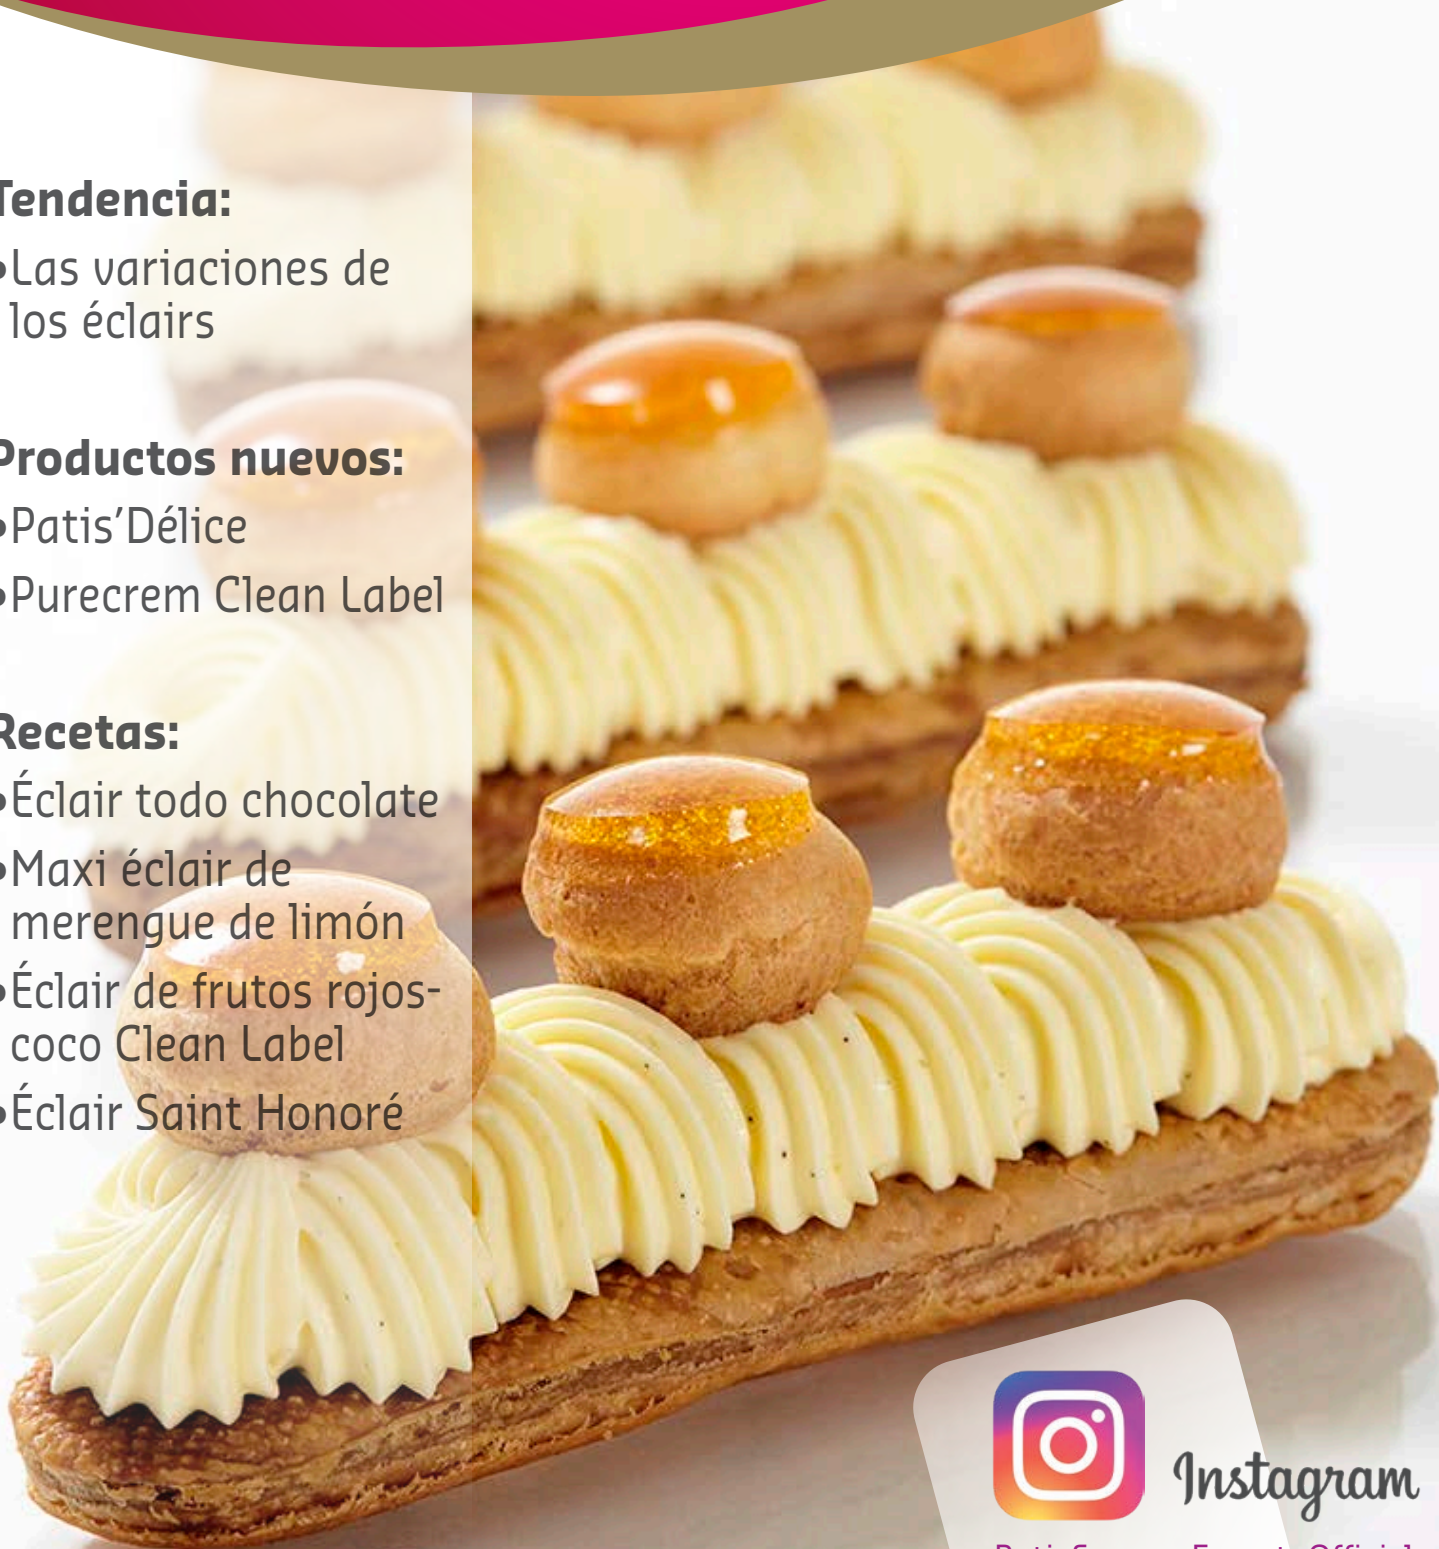 Tendencia:
•Las variaciones de
los éclairs
Productos nuevos:
•Patis’Délice
•Purecrem Clean Label
Recetas:
•Éclair todo chocolate
•Maxi éclair de
merengue de limón
•Éclair de frutos rojos-
coco Clean Label
•Éclair Saint Honoré
Instagram